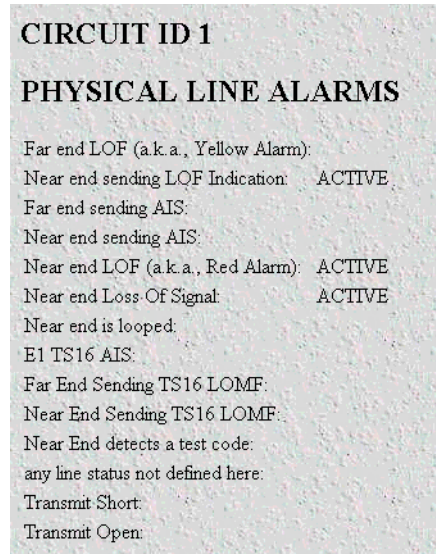 CIRCUIT ID 1
PHYSICAL LINE ALARMS
Far end LOF (a.k.a., Yellow Alarm):
Near end sending LOF Indication: ACTIVE
Far end sending AIS:
Near end sending AIS:
Near end LOF (a.k.a., Red Alarm): ACTIVE
Near end Loss Of Signal: ACTIVE
Near end is looped:
E1 TS16 AIS:
Far End Sending TS16 LOMF:
Near End Sending TS16 LOMF:
Near End detects a test code:
any line status not defined here:
Transmit Short:
Transmit Open: